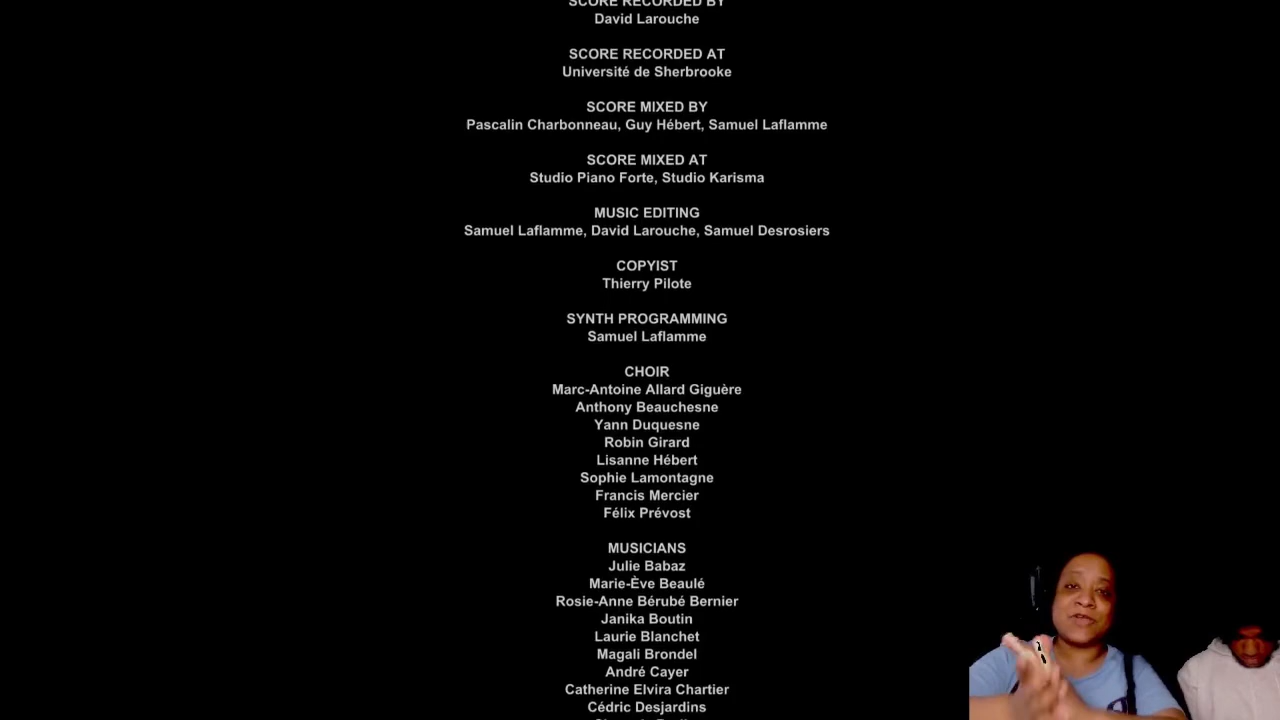 SCORE RECORDED BY
David Larouche
SCORE RECORDED AT
Université de Sherbrooke
SCORE MIXED BY
Pascalin Charbonneau, Guy Hébert, Samuel Laflamme
SCORE MIXED AT
Studio Piano Forte, Studio Karisma
MUSIC EDITING
Samuel Laflamme, David Larouche, Samuel Desrosiers
COPYIST
Thierry Pilote
SYNTH PROGRAMMING
Samuel Laflamme
CHOIR
Marc-Antoine Allard Giguère
Anthony Beauchesne
Yann Duquesne
Robin Girard
Lisanne Hébert
Sophie Lamontagne
Francis Mercier
Félix Prévost
MUSICIANS
Julie Babaz
Marie-Ève Beaulé
Rosie-Anne Bérubé Bernier
Janika Boutin
Laurie Blanchet
Magali Brondel
André Cayer
Catherine Elvira Chartier
Cédric Desjardins